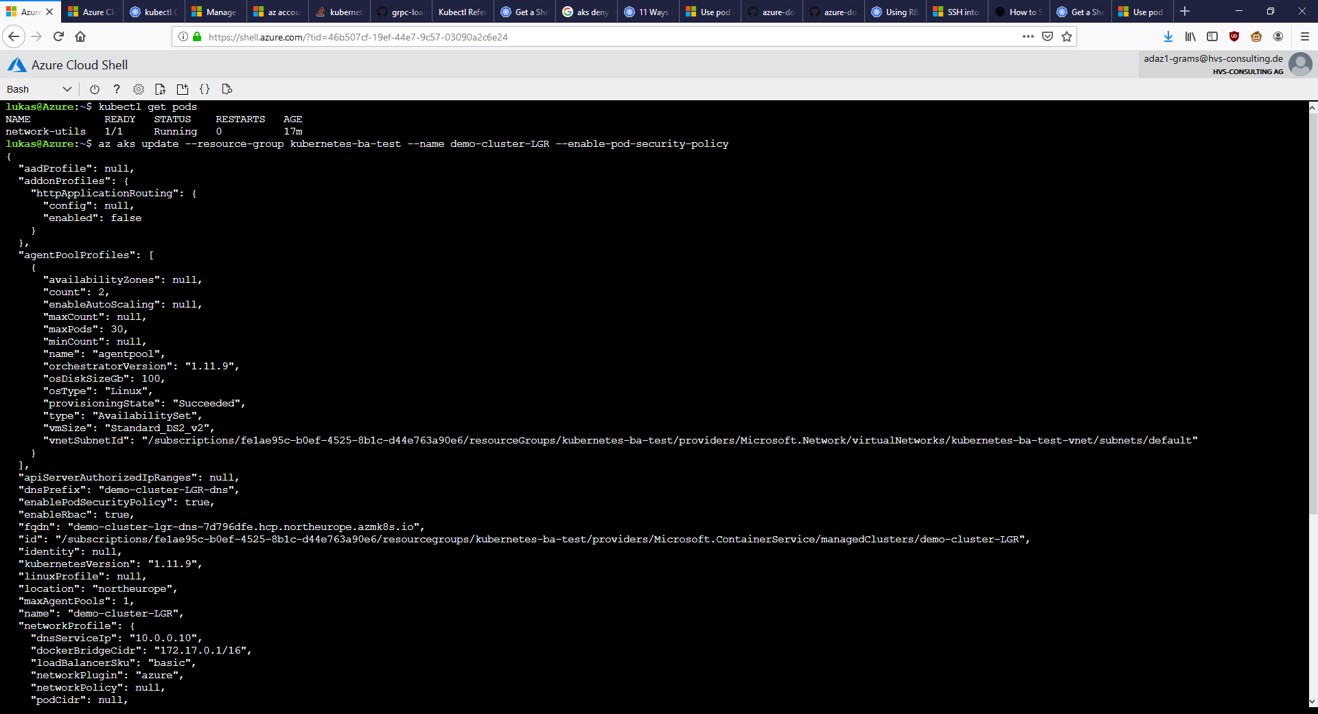 Azure
Azure Cl
kubectl C
Manage
az accou
kubernet
grpc-loa
Kubectl Refe
Get a She
aks deny
11 Ways
Use pod
azure-do
azure-do
Using RB
SSH into
How to S
Get a She
Use pod
https://shell.azure.com/?tid=46b507cf-19ef-44e7-9c57-03090a2c6e24
Azure Cloud Shell
adaz1-grams@hvs-consulting.de
HVS-CONSULTING AG
Bash
lukas@Azure:~$ kubectl get pods
NAME READY STATUS RESTARTS AGE
network-utils 1/1 Running 0 17m
lukas@Azure:~$ az aks update --resource-group kubernetes-ba-test --name demo-cluster-LGR --enable-pod-security-policy
{
"aadProfile": null,
"addonProfiles": {
"httpApplicationRouting": {
"config": null,
"enabled": false
}
},
"agentPoolProfiles": [
{
"availabilityZones": null,
"count": 2,
"enableAutoScaling": null,
"maxCount": null,
"maxPods": 30,
"minCount": null,
"name": "agentpool",
"orchestratorVersion": "1.11.9",
"osDiskSizeGb": 100,
"osType": "Linux",
"provisioningState": "Succeeded",
"type": "AvailabilitySet",
"vmSize": "Standard_DS2_v2",
"vnetSubnetId": "/subscriptions/fe1ae95c-b0ef-4525-8b1c-d44e763a90e6/resourceGroups/kubernetes-ba-test/providers/Microsoft.Network/virtualNetworks/kubernetes-ba-test-vnet/subnets/default"
}
],
"apiServerAuthorizedIpRanges": null,
"dnsPrefix": "demo-cluster-LGR-dns",
"enablePodSecurityPolicy": true,
"enableRbac": true,
"fqdn": "demo-cluster-lgr-dns-7d796dfe.hcp.northeurope.azmk8s.io",
"id": "/subscriptions/fe1ae95c-b0ef-4525-8b1c-d44e763a90e6/resourcegroups/kubernetes-ba-test/providers/Microsoft.ContainerService/managedClusters/demo-cluster-LGR",
"identity": null,
"kubernetesVersion": "1.11.9",
"linuxProfile": null,
"location": "northeurope",
"maxAgentPools": 1,
"name": "demo-cluster-LGR",
"networkProfile": {
"dnsServiceIp": "10.0.0.10",
"dockerBridgeCidr": "172.17.0.1/16",
"loadBalancerSku": "basic",
"networkPlugin": "azure",
"networkPolicy": null,
"podCidr": null,